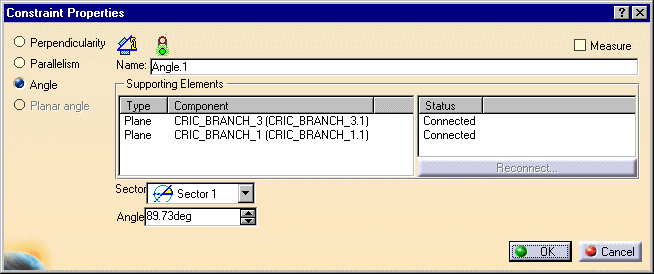 Constraint Properties
Perpendicularity
Parallelism
Angle
Planar angle
Measure
Name: Angle.1
Supporting Elements
Type Component
Plane CRIC_BRANCH_3 (CRIC_BRANCH_3.1)
Plane CRIC_BRANCH_1 (CRIC_BRANCH_1.1)
Status
Connected
Connected
Reconnect...
Sector Sector 1
Angle 89.73deg
OK Cancel